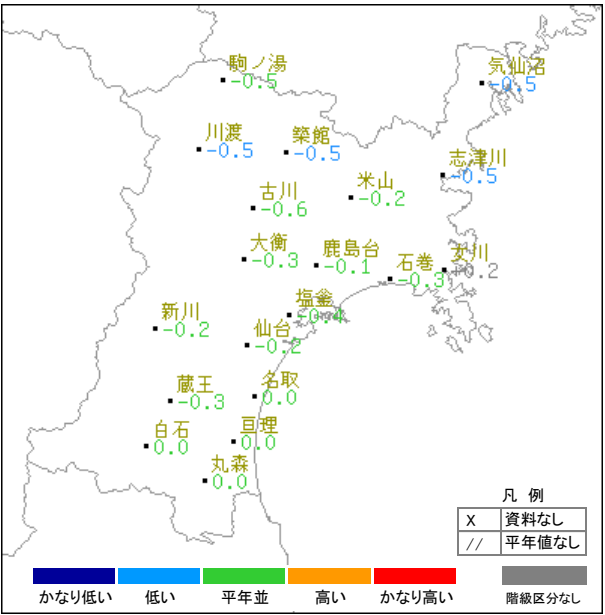 駒ノ湯
-0.5
気仙沼
-0.5
川渡
-0.5
築館
-0.5
志津川
-0.5
米山
-0.2
古川
-0.6
大衡
-0.3
鹿島台
-0.1
石巻
-0.3
女川
+0.2
塩釜
-0.4
新川
-0.2
仙台
-0.2
蔵王
-0.3
名取
0.0
白石
0.0
亘理
0.0
丸森
0.0
凡 例
X 資料なし
// 平年値なし
かなり低い 低い 平年並 高い かなり高い 階級区分なし